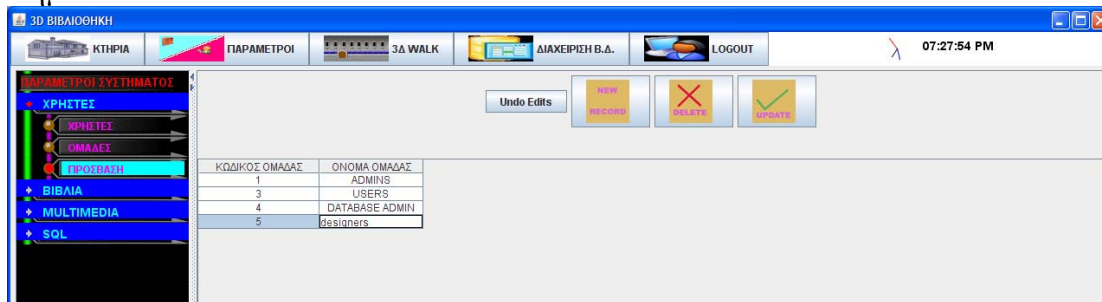 3D ΒΙΒΛΙΟΘΗΚΗ
ΚΤΗΡΙΑ ΠΑΡΑΜΕΤΡΟΙ 3Δ WALK ΔΙΑΧΕΙΡΙΣΗ Β.Δ. LOGOUT 07:27:54 PM
ΠΑΡΑΜΕΤΡΟΙ ΣΥΣΤΗΜΑΤΟΣ
ΧΡΗΣΤΕΣ
ΧΡΗΣΤΕΣ
ΟΜΑΔΕΣ
ΠΡΟΣΒΑΣΗ
ΒΙΒΛΙΑ
MULTIMEDIA
SQL
Undo Edits
NEW
RECORD
DELETE
UPDATE
ΚΩΔΙΚΟΣ ΟΜΑΔΑΣ ΟΝΟΜΑ ΟΜΑΔΑΣ
1 ADMINS
3 USERS
4 DATABASE ADMIN
5 designers